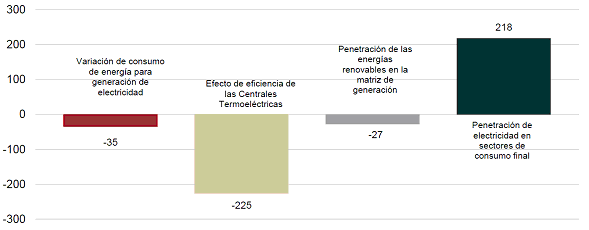 300
200
100
0
-100
-200
-300
Variación de consumo
de energía para
generación de
electricidad
-35
Efecto de eficiencia de
las Centrales
Termoeléctricas
-225
Penetración de las
energías
renovables en la
matriz de
generación
-27
218
Penetración de
electricidad en
sectores de
consumo final